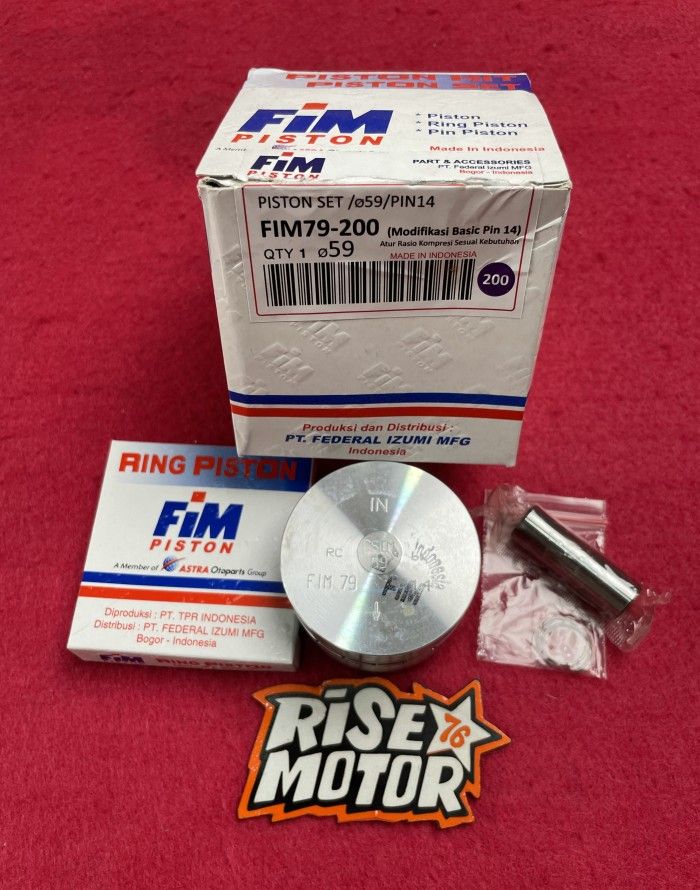 FiM
PISTON
* Piston
* Ring Piston
* Pin Piston
Made In Indonesia
PART & ACCESSORIES
PT. Federal Izumi MFG
Bogor - Indonesia
FiM
PISTON
PISTON SET /ø59/PIN14
FIM79-200 (Modifikasi Basic Pin 14)
Atur Rasio Kompresi Sesuai Kebutuhan
QTY 1 ø59
MADE IN INDONESIA
200
Produksi dan Distribusi :
PT. FEDERAL IZUMI MFG
Indonesia
RING PISTON
FiM
PISTON
A Member of ASTRA Otoparts Group
Diproduksi : PT. TPR INDONESIA
Distribusi : PT. FEDERAL IZUMI MFG
Bogor - Indonesia
FiM RING PISTON
IN
RC
Indonesia
FIM 79
FiM
RiSE 76
MOTOR